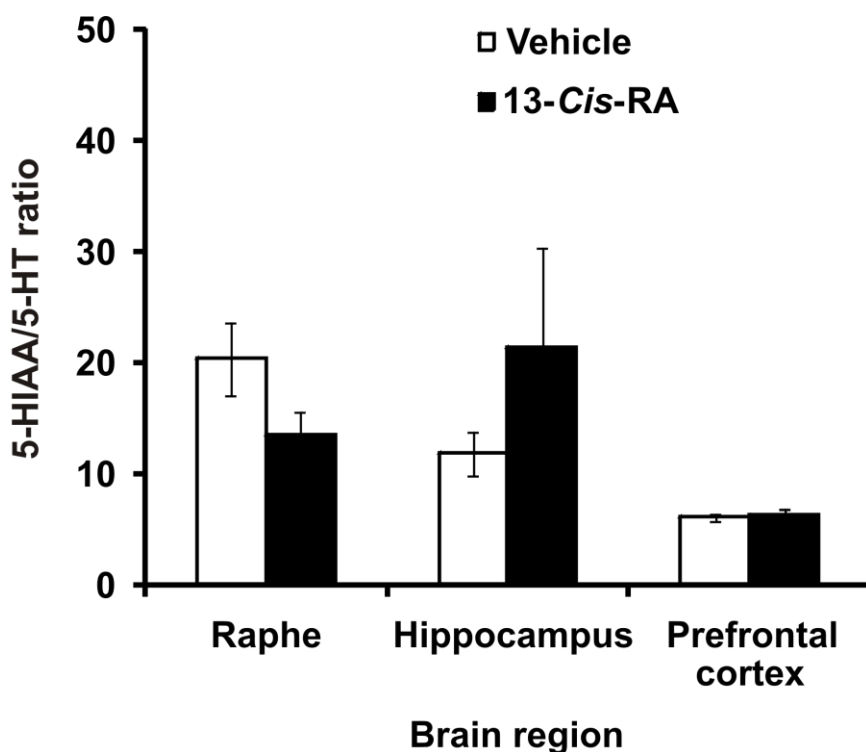 50
Vehicle
13-Cis-RA
40
30
20
10
0
5-HIAA/5-HT ratio
Raphe
Hippocampus
Prefrontal
cortex
Brain region